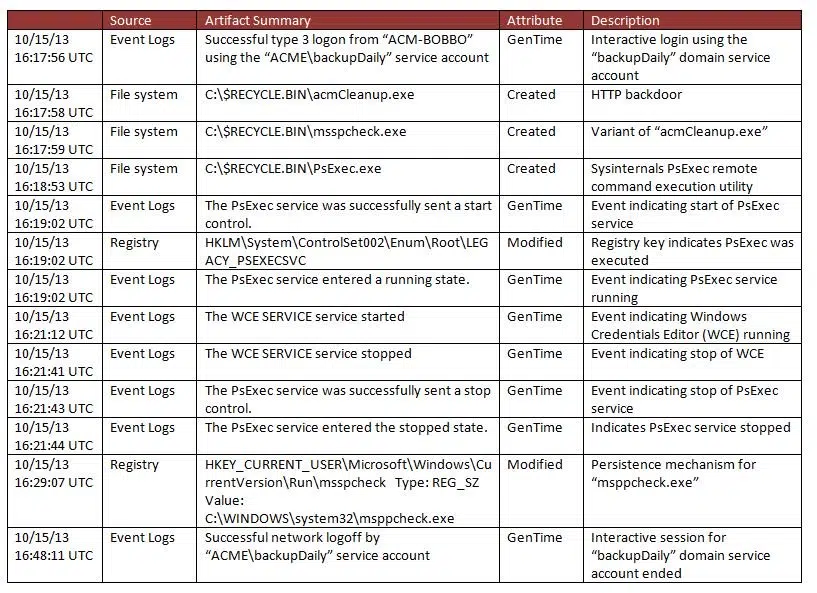 Source Artifact Summary Attribute Description
10/15/13 Event Logs Successful type 3 logon from “ACM-BOBBO” GenTime Interactive login using the
16:17:56 UTC using the “ACME\backupDaily” service account “backupDaily” domain service
account
10/15/13 File system C:\$RECYCLE.BIN\acmCleanup.exe Created HTTP backdoor
16:17:58 UTC
10/15/13 File system C:\$RECYCLE.BIN\msspcheck.exe Created Variant of “acmCleanup.exe”
16:17:59 UTC
10/15/13 File system C:\$RECYCLE.BIN\PsExec.exe Created Sysinternals PsExec remote
16:18:53 UTC command execution utility
10/15/13 Event Logs The PsExec service was successfully sent a start GenTime Event indicating start of PsExec
16:19:02 UTC control. service
10/15/13 Registry HKLM\System\ControlSet002\Enum\Root\LEG Modified Registry key indicates PsExec was
16:19:02 UTC ACY_PSEXECSVC executed
10/15/13 Event Logs The PsExec service entered a running state. GenTime Event indicating PsExec service
16:19:02 UTC running
10/15/13 Event Logs The WCE SERVICE service started GenTime Event indicating Windows
16:21:12 UTC Credentials Editor (WCE) running
10/15/13 Event Logs The WCE SERVICE service stopped GenTime Event indicating stop of WCE
16:21:41 UTC
10/15/13 Event Logs The PsExec service was successfully sent a stop GenTime Event indicating stop of PsExec
16:21:43 UTC control. service
10/15/13 Event Logs The PsExec service entered the stopped state. GenTime Indicates PsExec service stopped
16:21:44 UTC
10/15/13 Registry HKEY_CURRENT_USER\Microsoft\Windows\Cu Modified Persistence mechanism for
16:29:07 UTC rrentVersion\Run\msspcheck Type: REG_SZ “msppcheck.exe”
Value:
C:\WINDOWS\system32\msppcheck.exe
10/15/13 Event Logs Successful network logoff by GenTime Interactive session for
16:48:11 UTC “ACME\backupDaily” service account “backupDaily” domain service
account ended